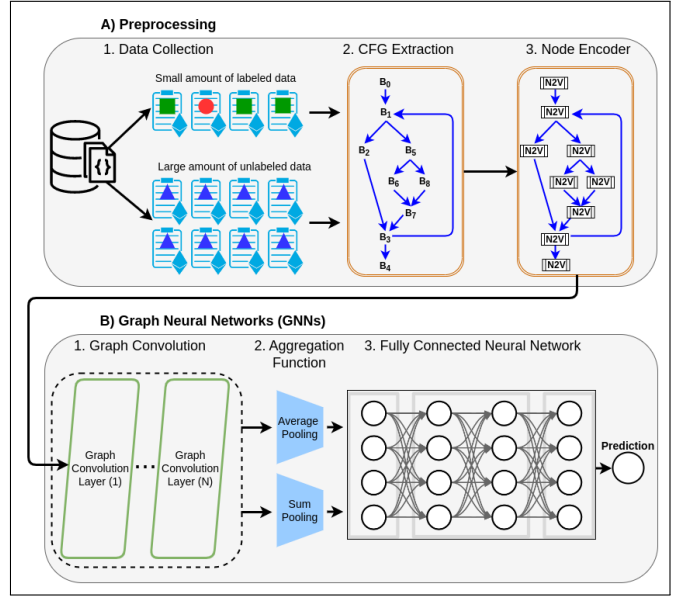 A) Preprocessing
1. Data Collection
2. CFG Extraction
3. Node Encoder
Small amount of labeled data
Large amount of unlabeled data
{}
B0
B1
B2
B5
B6
B8
B7
B3
B4
|N2V|
|N2V|
|N2V|
|N2V|
|N2V|
|N2V|
|N2V|
|N2V|
|N2V|
B) Graph Neural Networks (GNNs)
1. Graph Convolution
2. Aggregation
Function
3. Fully Connected Neural Network
Graph
Convolution
Layer (1)
...
Graph
Convolution
Layer (N)
Average
Pooling
Sum
Pooling
Prediction